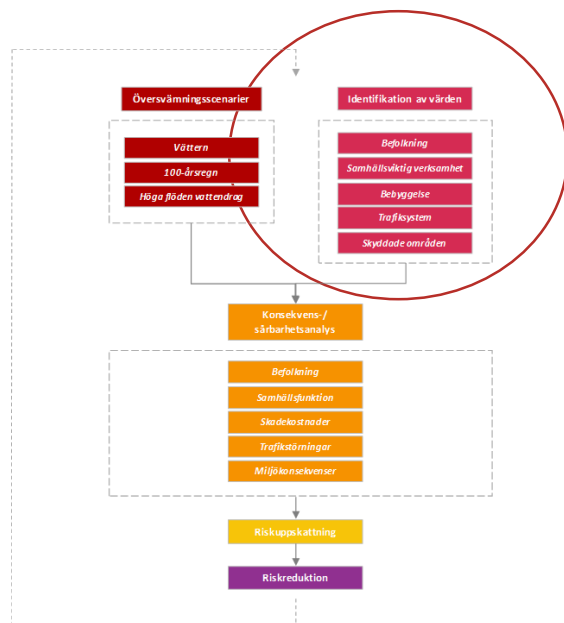 Översvämningsscenarier
Identifikation av värden
Vättern
100-årsregn
Höga flöden vattendrag
Befolkning
Samhällsviktig verksamhet
Bebyggelse
Trafiksystem
Skyddade områden
Konsekvens-/
sårbarhetsanalys
Befolkning
Samhällsfunktion
Skadekostnader
Trafikstörningar
Miljökonsekvenser
Riskuppskattning
Riskreduktion